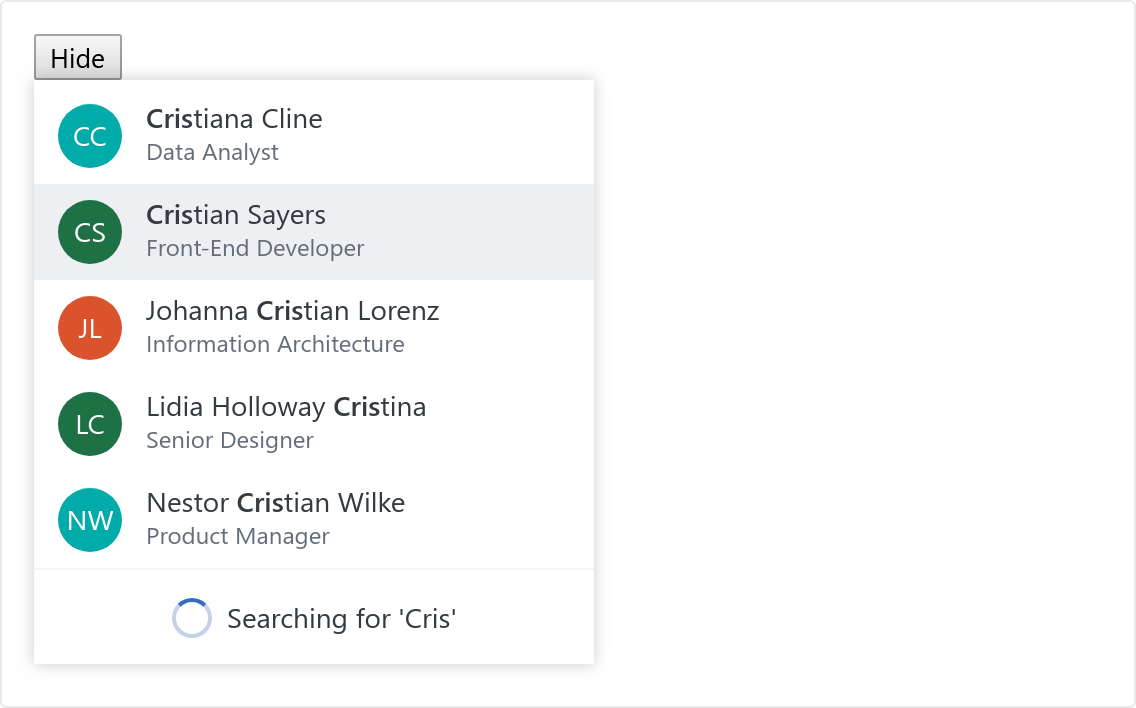 Hide
CC
Cristiana Cline
Data Analyst
CS
Cristian Sayers
Front-End Developer
JL
Johanna Cristian Lorenz
Information Architecture
LC
Lidia Holloway Cristina
Senior Designer
NW
Nestor Cristian Wilke
Product Manager
Searching for 'Cris'